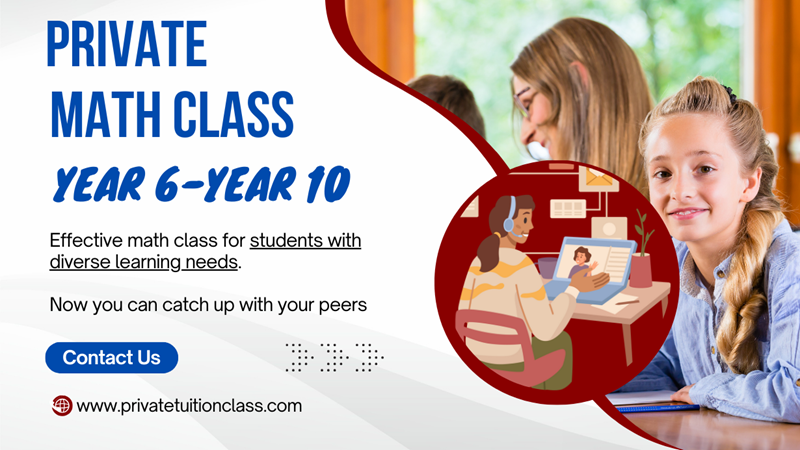 PRIVATE
MATH CLASS
YEAR 6-YEAR 10
Effective math class for students with
diverse learning needs.
Now you can catch up with your peers
Contact Us
www.privatetuitionclass.com